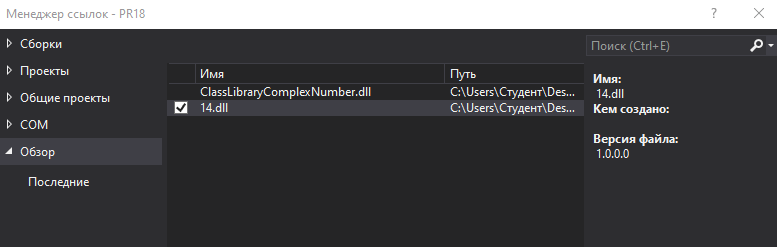 Менеджер ссылок - PR18
? ×
Сборки
Проекты
Общие проекты
COM
Обзор
Последние
Имя Путь
ClassLibraryComplexNumber.dll C:\Users\Студент\Des...
14.dll C:\Users\Студент\Des...
Поиск (Ctrl+E)
Имя:
14.dll
Кем создано:
Версия файла:
1.0.0.0